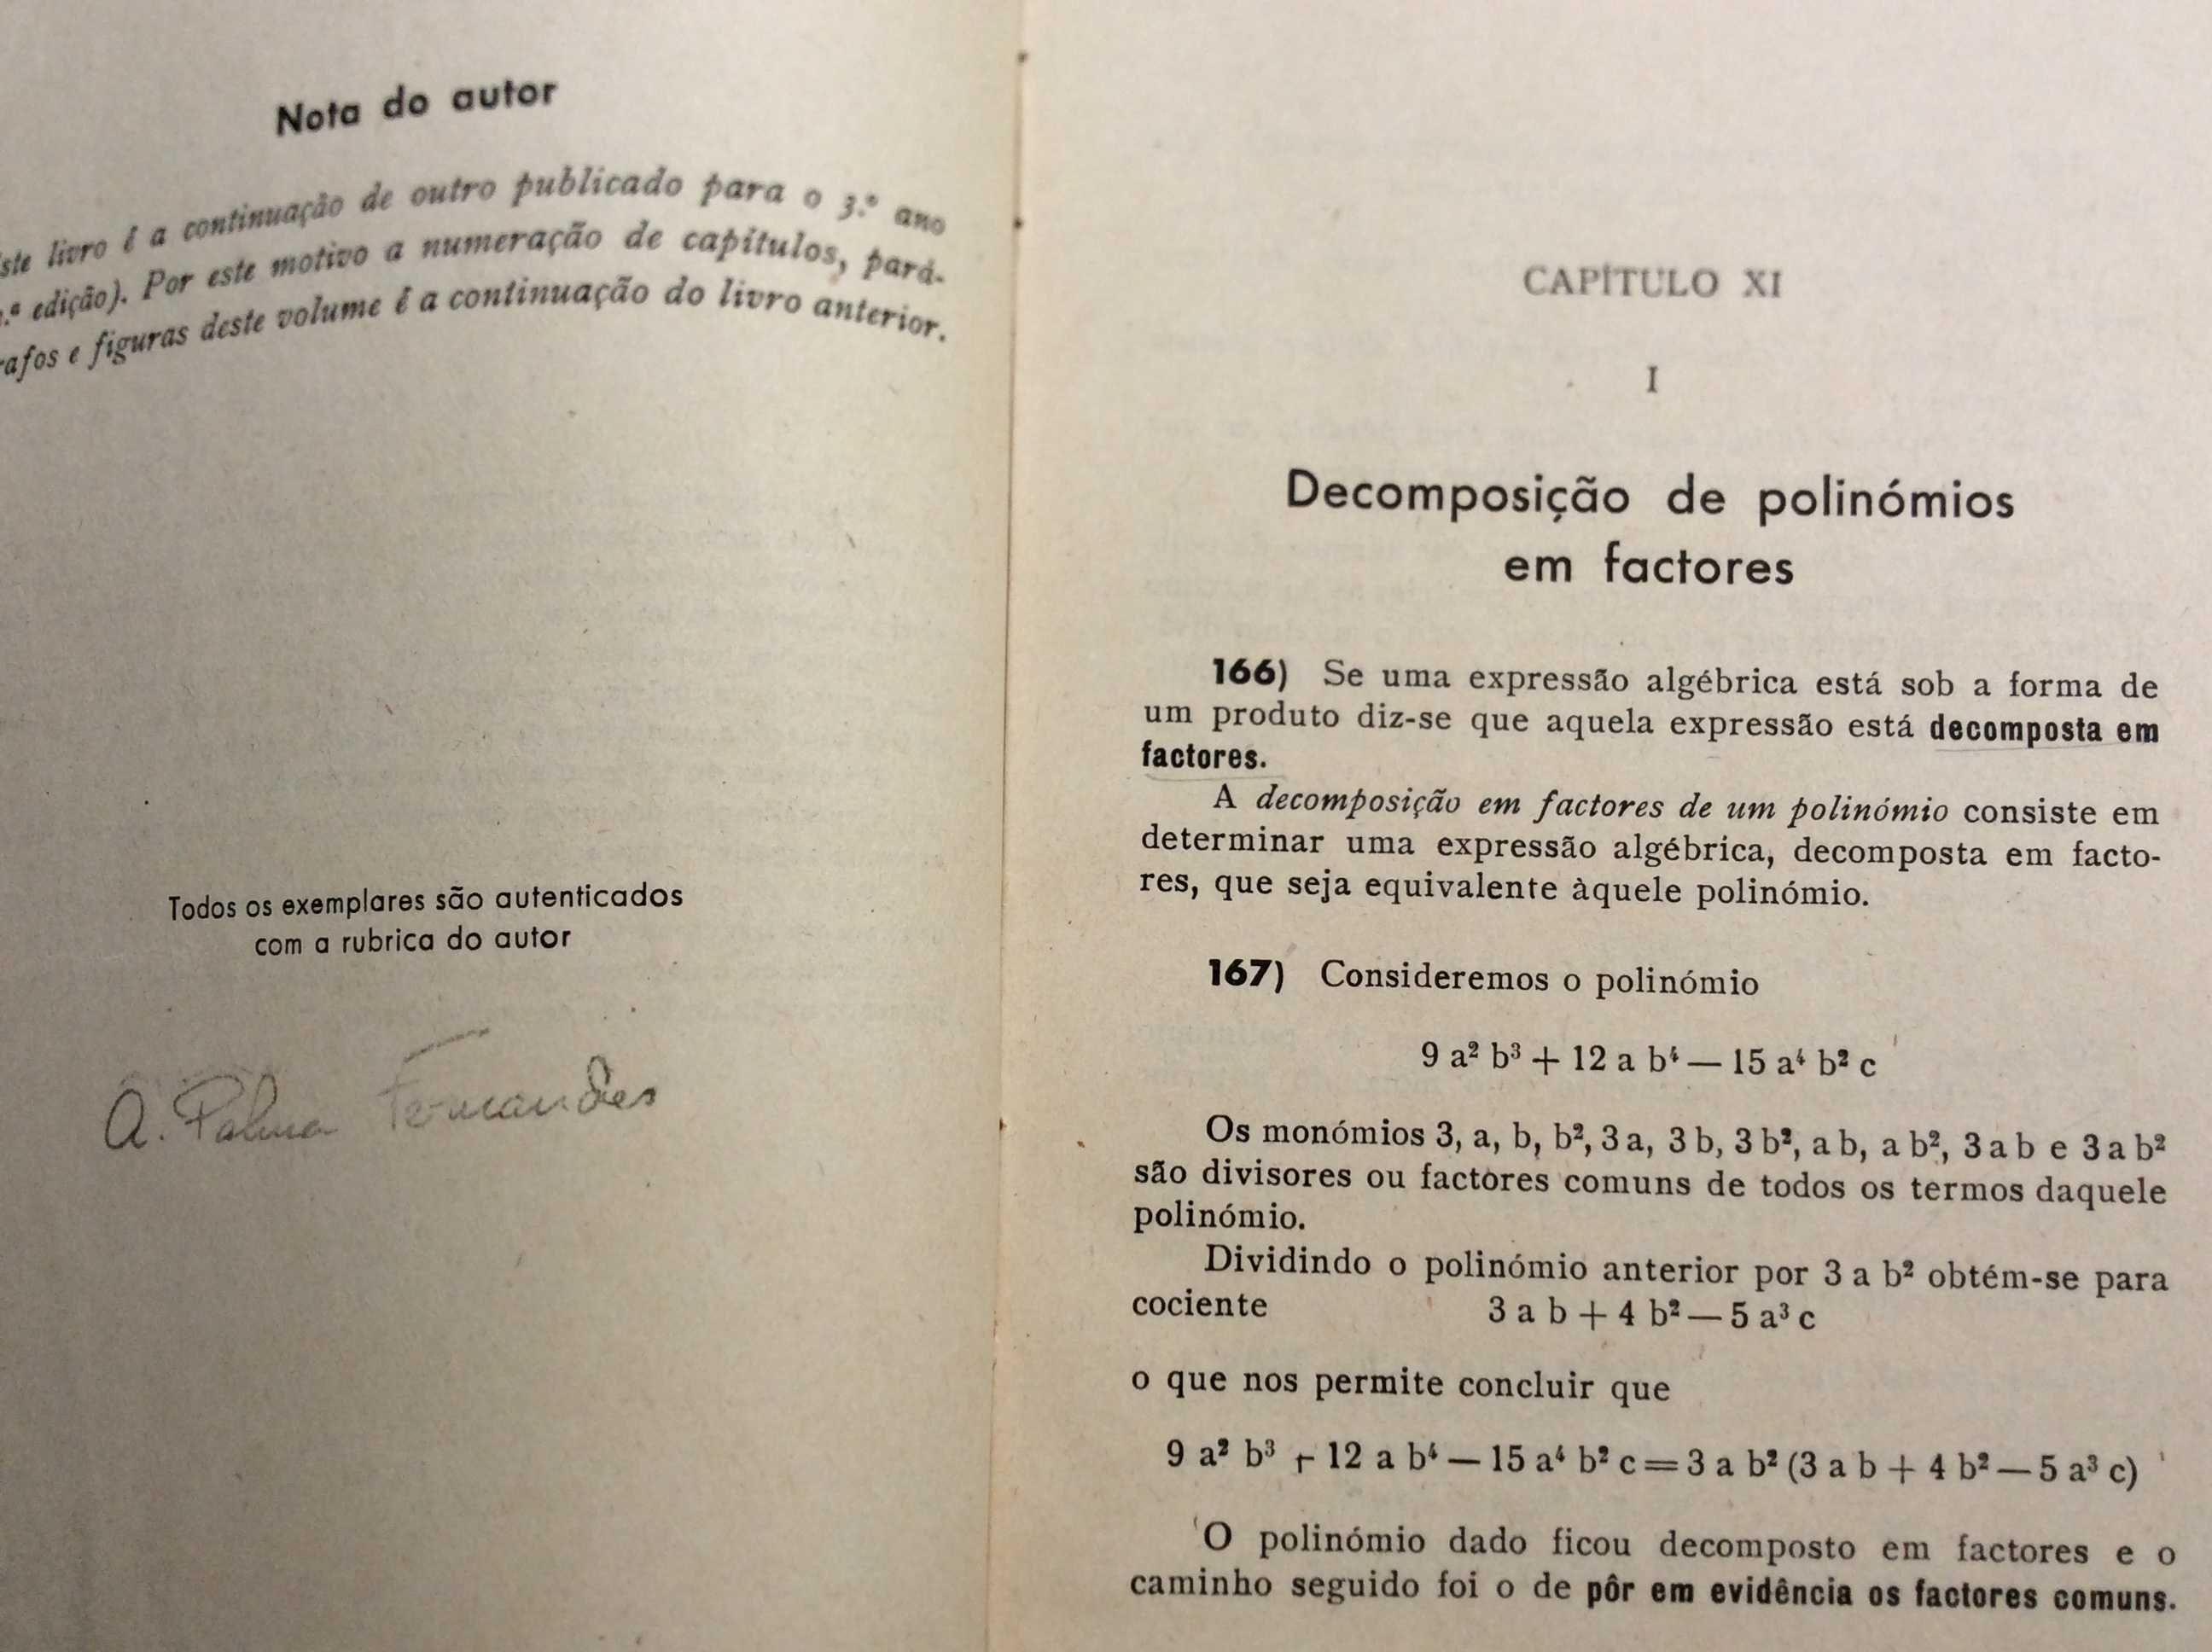 Nota do autor
ste livro é a continuação de outro publicado para o 3.º ano
.ª edição). Por este motivo a numeração de capítulos, pará-
rafos e figuras deste volume é a continuação do livro anterior.
Todos os exemplares são autenticados
com a rubrica do autor
A. Palma Fernandes
CAPÍTULO XI
I
Decomposição de polinómios
em factores
166) Se uma expressão algébrica está sob a forma de
um produto diz-se que aquela expressão está decomposta em
factores.
A decomposição em factores de um polinómio consiste em
determinar uma expressão algébrica, decomposta em facto-
res, que seja equivalente àquele polinómio.
167) Consideremos o polinómio
9 a² b³ + 12 a b⁴ — 15 a⁴ b² c
Os monómios 3, a, b, b², 3 a, 3 b, 3 b², a b, a b², 3 a b e 3 a b²
são divisores ou factores comuns de todos os termos daquele
polinómio.
Dividindo o polinómio anterior por 3 a b² obtém-se para
cociente 3 a b + 4 b² — 5 a³ c
o que nos permite concluir que
9 a² b³ + 12 a b⁴ — 15 a⁴ b² c = 3 a b² (3 a b + 4 b² — 5 a³ c)
O polinómio dado ficou decomposto em factores e o
caminho seguido foi o de pôr em evidência os factores comuns.